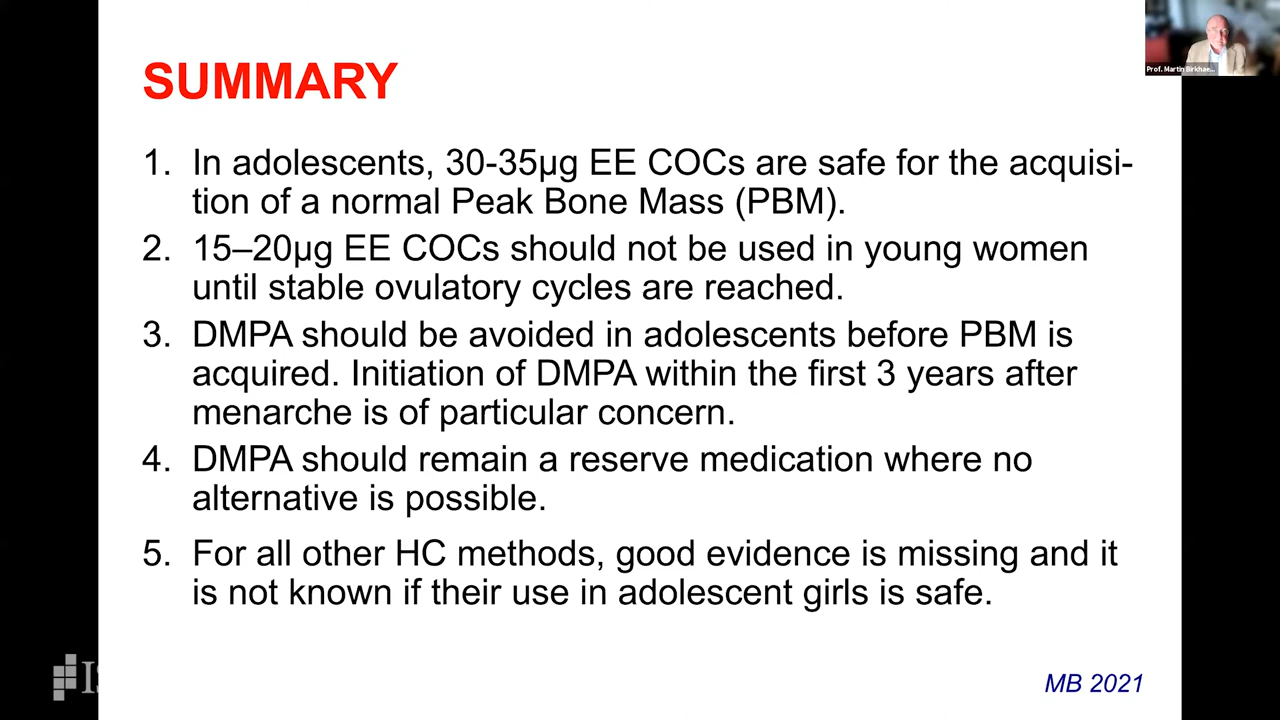 Prof. Martin Birkhae...
SUMMARY
1. In adolescents, 30-35µg EE COCs are safe for the acquisi-
tion of a normal Peak Bone Mass (PBM).
2. 15–20µg EE COCs should not be used in young women
until stable ovulatory cycles are reached.
3. DMPA should be avoided in adolescents before PBM is
acquired. Initiation of DMPA within the first 3 years after
menarche is of particular concern.
4. DMPA should remain a reserve medication where no
alternative is possible.
5. For all other HC methods, good evidence is missing and it
is not known if their use in adolescent girls is safe.
MB 2021